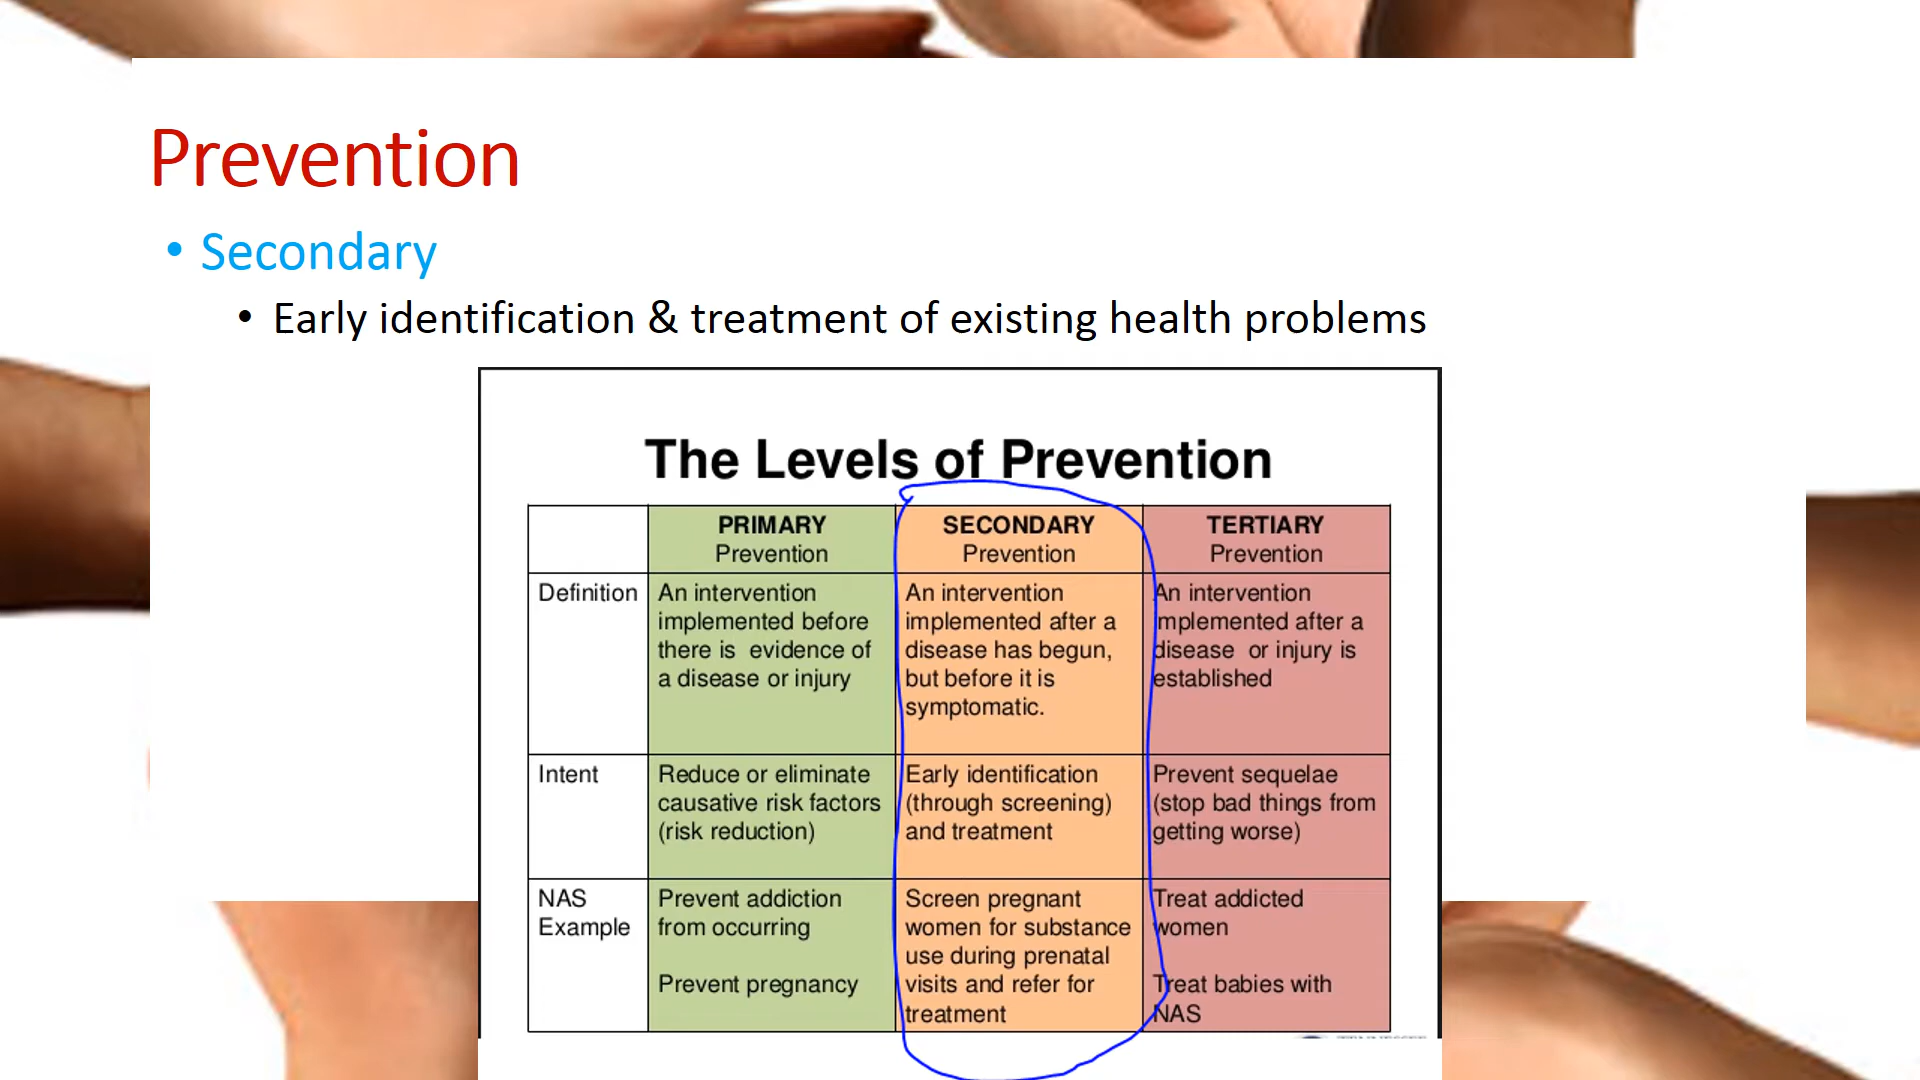 Prevention
• Secondary
• Early identification & treatment of existing health problems
The Levels of Prevention
PRIMARY
Prevention
SECONDARY
Prevention
TERTIARY
Prevention
Definition
An intervention
implemented before
there is evidence of
a disease or injury
An intervention
implemented after a
disease has begun,
but before it is
symptomatic.
An intervention
implemented after a
disease or injury is
established
Intent
Reduce or eliminate
causative risk factors
(risk reduction)
Early identification
(through screening)
and treatment
Prevent sequelae
(stop bad things from
getting worse)
NAS
Example
Prevent addiction
from occurring
Prevent pregnancy
Screen pregnant
women for substance
use during prenatal
visits and refer for
treatment
Treat addicted
women
Treat babies with
NAS